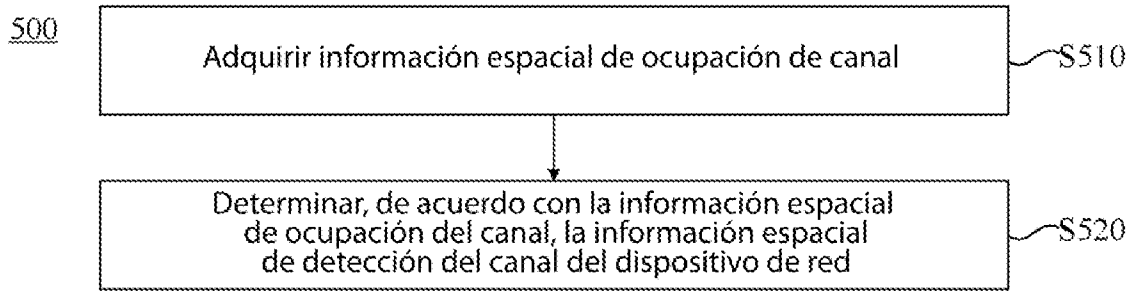 500
Adquirir información espacial de ocupación de canal
S510
Determinar, de acuerdo con la información espacial
de ocupación del canal, la información espacial
de detección del canal del dispositivo de red
S520